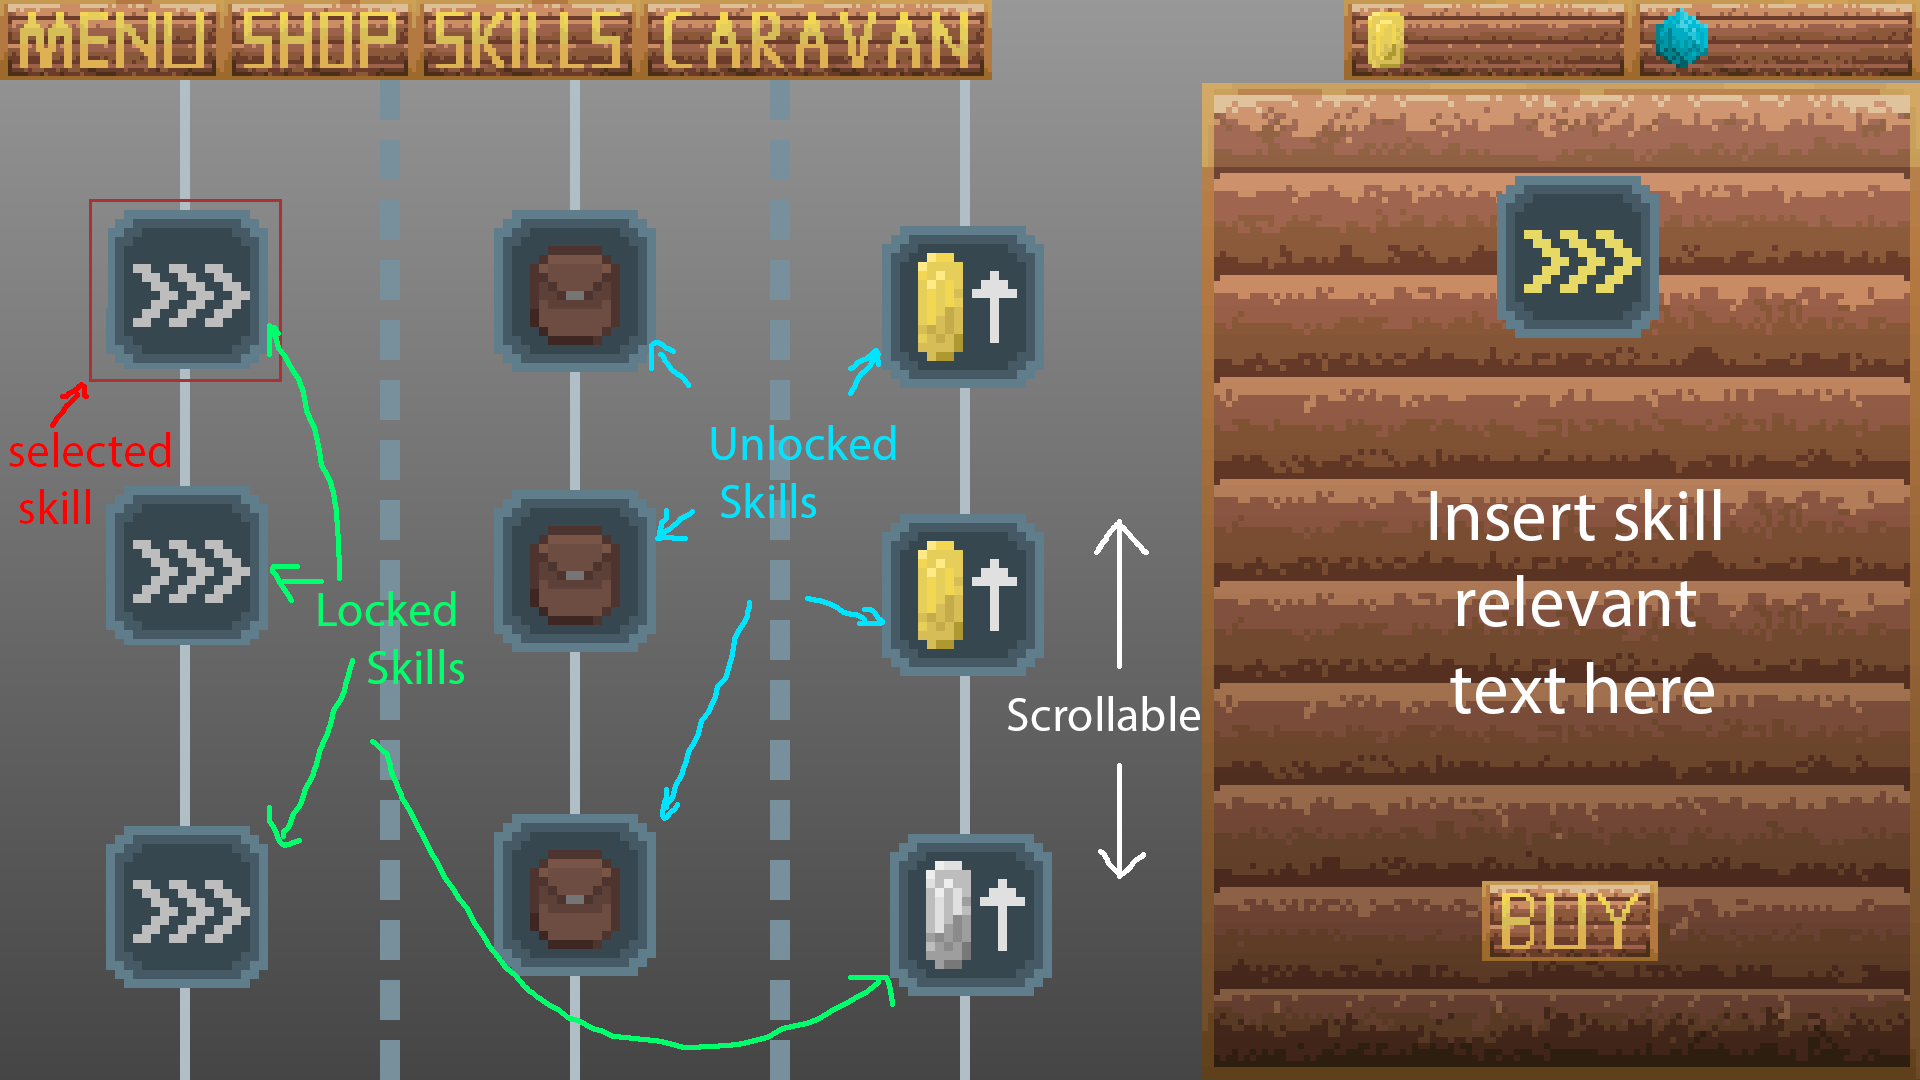 MENU SHOP SKILLS CARAVAN
selected
skill
Unlocked
Skills
Locked
Skills
Scrollable
Insert skill
relevant
text here
BUY